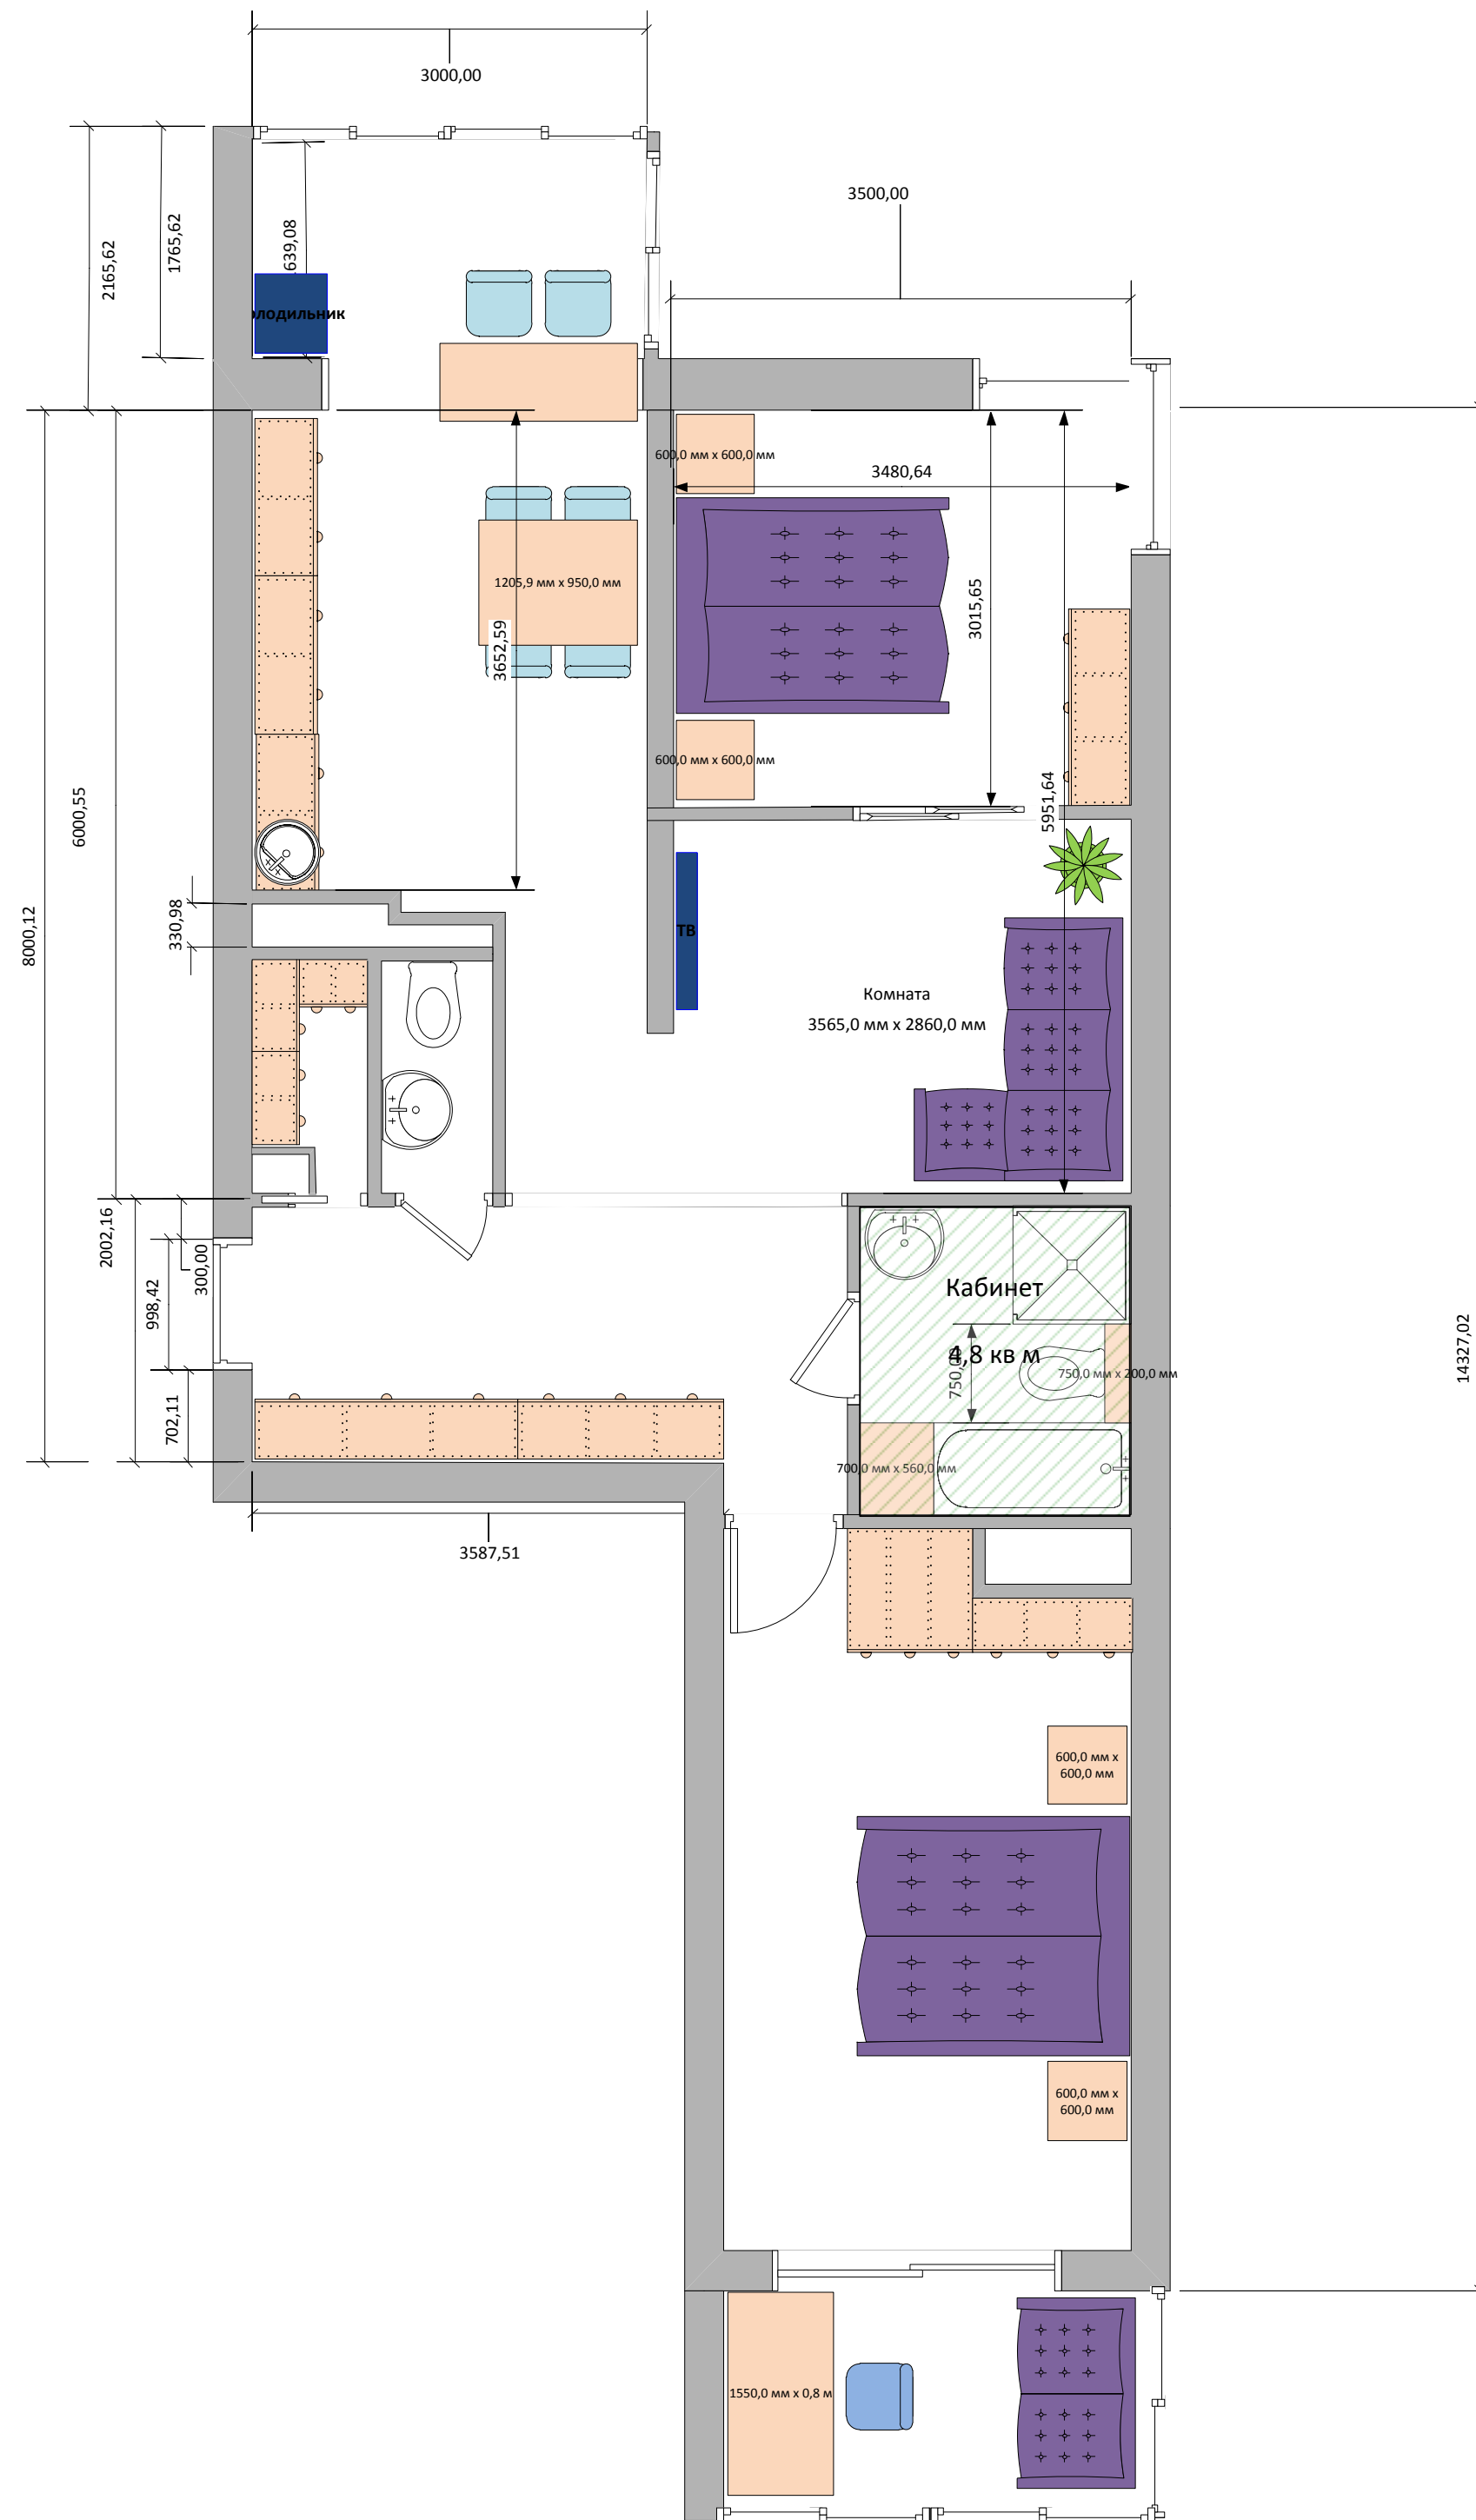 3000,00
3500,00
2165,62
1765,62
639,08
лодильник
600,0 мм x 600,0 мм
3480,64
1205,9 мм x 950,0 мм
3652,59
3015,65
600,0 мм x 600,0 мм
5951,64
6000,55
8000,12
330,98
ТВ
Комната
3565,0 мм x 2860,0 мм
2002,16
300,00
998,42
702,11
Кабинет
4,8 кв м
750,0 мм x 200,0 мм
700,0 мм x 560,0 мм
14327,02
3587,51
600,0 мм x
600,0 мм
600,0 мм x
600,0 мм
1550,0 мм x 0,8 м